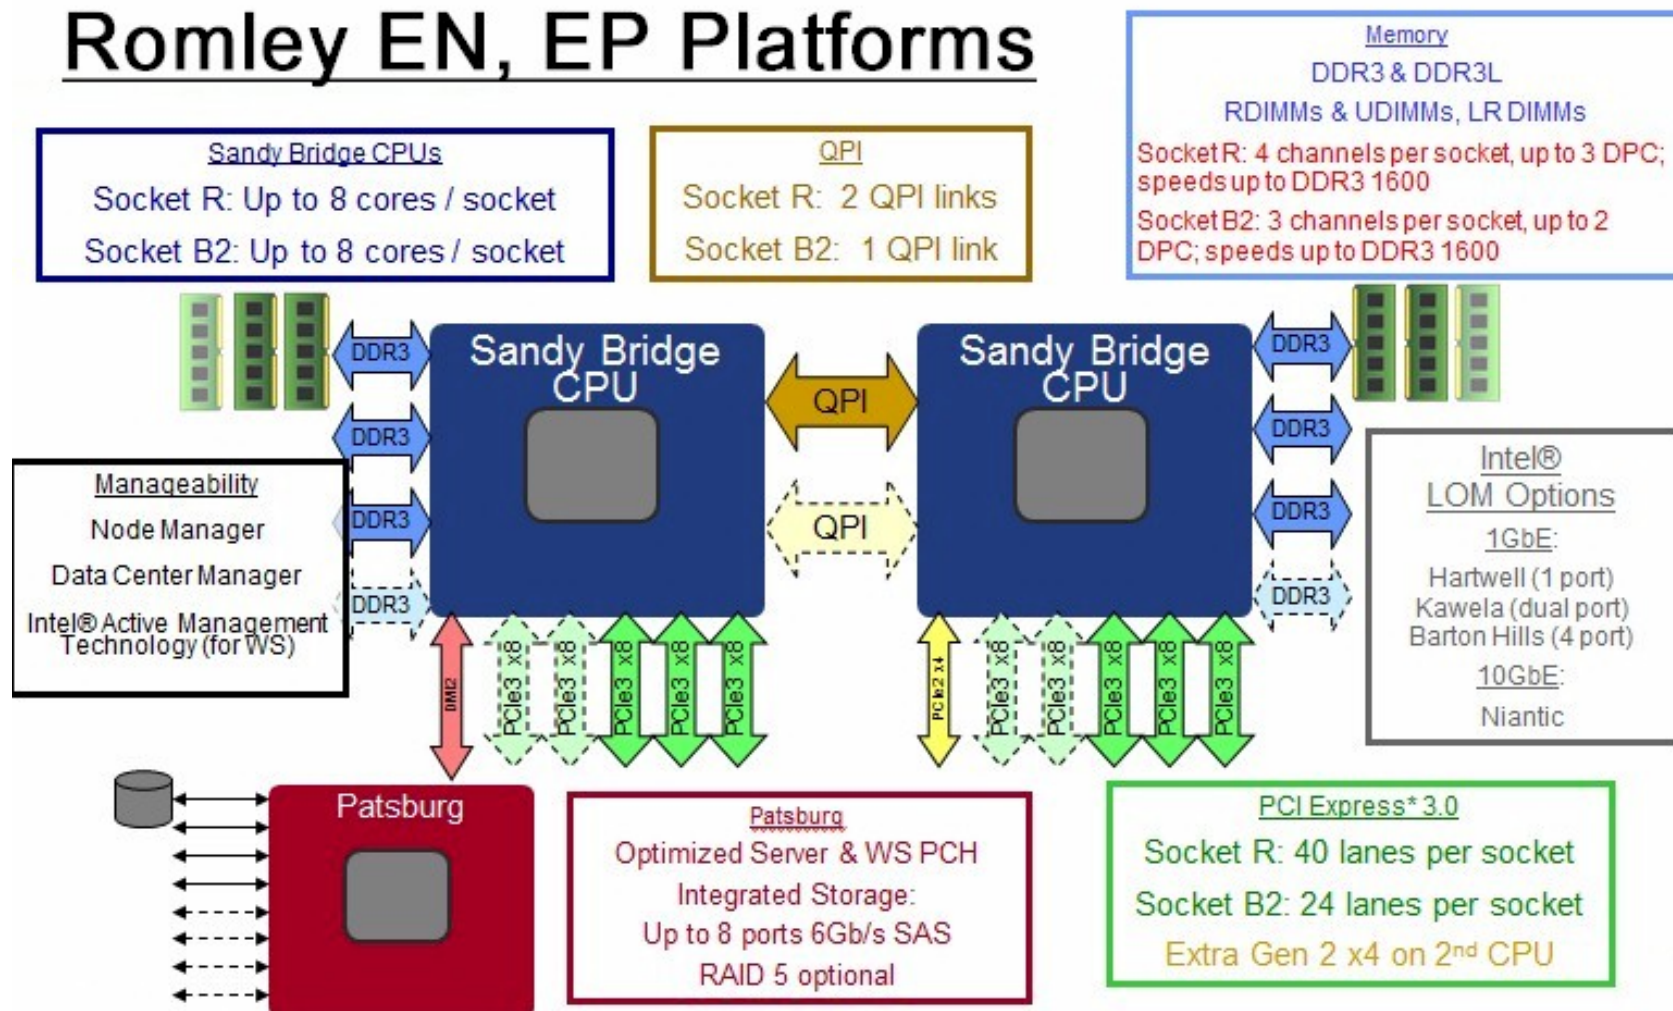 Romley EN, EP Platforms
Sandy Bridge CPUs
Socket R: Up to 8 cores / socket
Socket B2: Up to 8 cores / socket
QPI
Socket R: 2 QPI links
Socket B2: 1 QPI link
Memory
DDR3 & DDR3L
RDIMMs & UDIMMs, LR DIMMs
Socket R: 4 channels per socket, up to 3 DPC;
speeds up to DDR3 1600
Socket B2: 3 channels per socket, up to 2
DPC; speeds up to DDR3 1600
DDR3
DDR3
DDR3
DDR3
Sandy Bridge
CPU
QPI
QPI
Sandy Bridge
CPU
DDR3
DDR3
DDR3
DDR3
Manageability
Node Manager
Data Center Manager
Intel® Active Management
Technology (for WS)
Intel®
LOM Options
1GbE:
Hartwell (1 port)
Kawela (dual port)
Barton Hills (4 port)
10GbE:
Niantic
DMI2
PCIe3 x8
PCIe3 x8
PCIe3 x8
PCIe3 x8
PCIe3 x8
PCIe2 x4
PCIe3 x8
PCIe3 x8
PCIe3 x8
PCIe3 x8
PCIe3 x8
Patsburg
Patsburg
Optimized Server & WS PCH
Integrated Storage:
Up to 8 ports 6Gb/s SAS
RAID 5 optional
PCI Express* 3.0
Socket R: 40 lanes per socket
Socket B2: 24 lanes per socket
Extra Gen 2 x4 on 2nd CPU